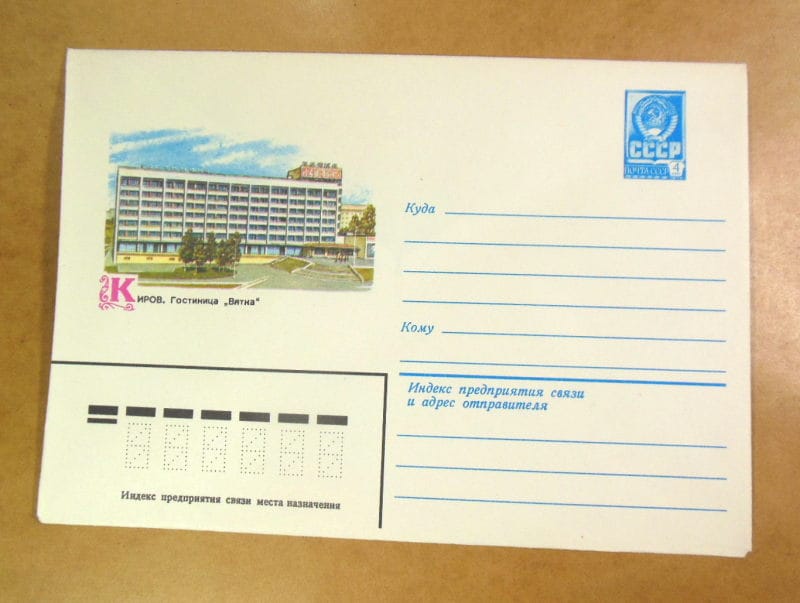 СССР
ПОЧТА СССР 4
Куда
КИРОВ. Гостиница „Вятка“
Кому
Индекс предприятия связи
и адрес отправителя
Индекс предприятия связи места назначения